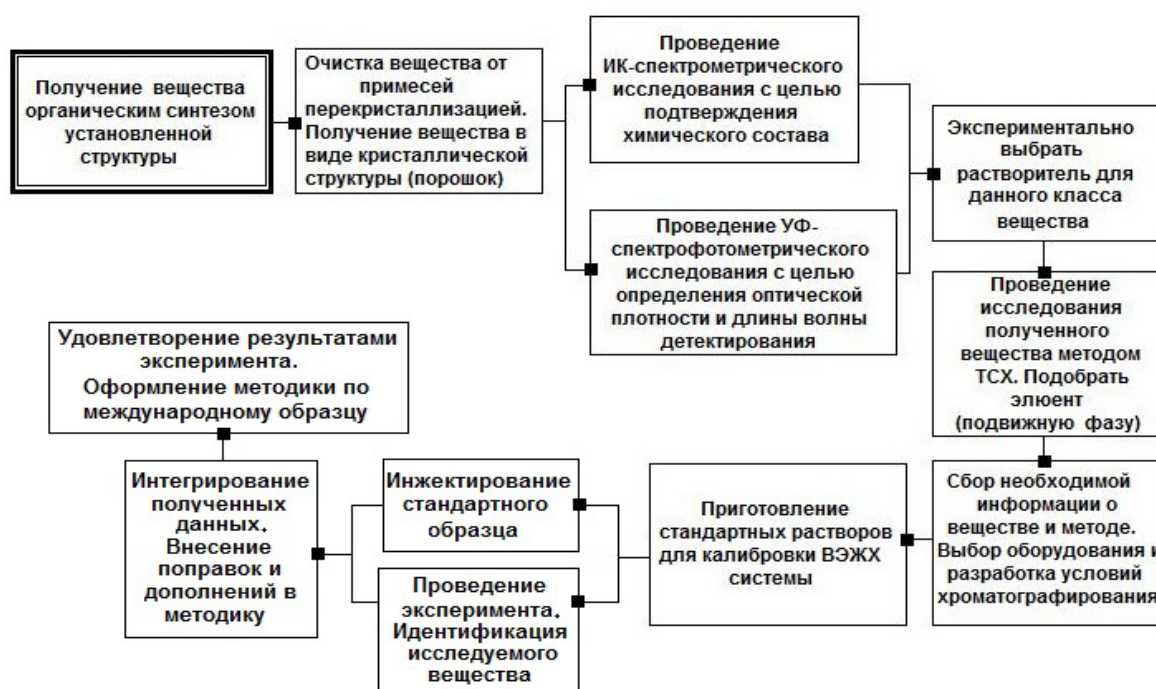 Получение вещества
органическим синтезом
установленной
структуры
Очистка вещества от
примесей
перекристаллизацией.
Получение вещества в
виде кристаллической
структуры (порошок)
Проведение
ИК-спектрометрического
исследования с целью
подтверждения
химического состава
Проведение УФ-
спектрофотометрического
исследования с целью
определения оптической
плотности и длины волны
детектирования
Экспериментально
выбрать
растворитель для
данного класса
вещества
Проведение
исследования
полученного
вещества методом
ТСХ. Подобрать
элюент
(подвижную фазу)
Сбор необходимой
информации о
веществе и методе.
Выбор оборудования и
разработка условий
хроматографирования
Приготовление
стандартных растворов
для калибровки ВЭЖХ
системы
Инжектирование
стандартного
образца
Проведение
эксперимента.
Идентификация
исследуемого
вещества
Интегрирование
полученных
данных.
Внесение
поправок и
дополнений в
методику
Удовлетворение результатами
эксперимента.
Оформление методики по
международному образцу